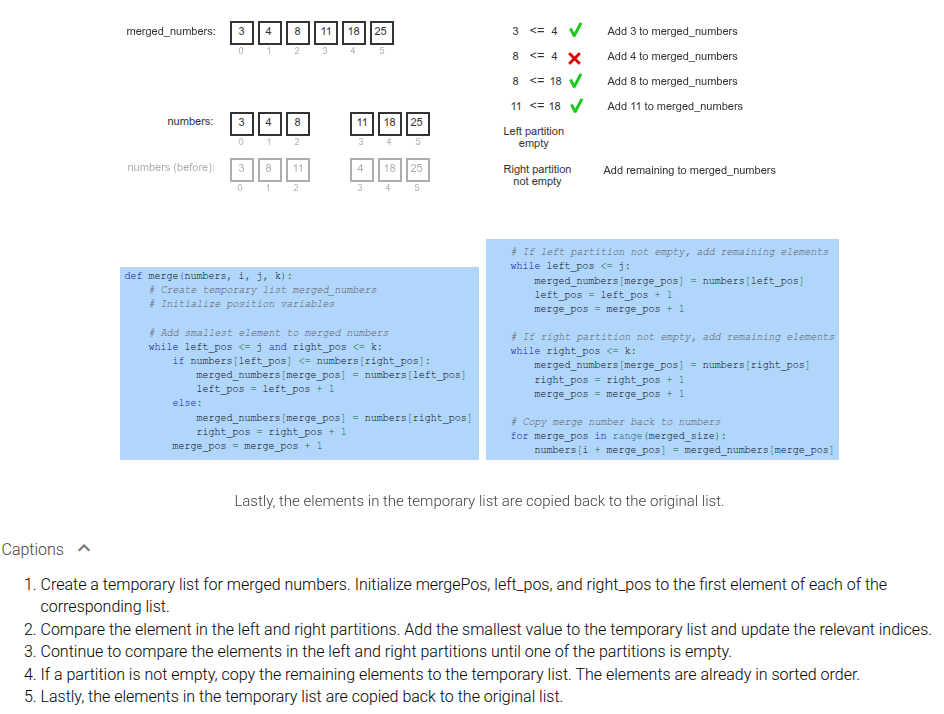 merged_numbers: 3 4 8 11 18 25
0 1 2 3 4 5
3 <= 4 Add 3 to merged_numbers
8 <= 4 Add 4 to merged_numbers
8 <= 18 Add 8 to merged_numbers
11 <= 18 Add 11 to merged_numbers
Left partition
empty
Right partition
not empty
Add remaining to merged_numbers
numbers: 3 4 8 11 18 25
0 1 2 3 4 5
numbers (before): 3 8 11 4 18 25
0 1 2 3 4 5
def merge(numbers, i, j, k):
# Create temporary list merged_numbers
# Initialize position variables
# Add smallest element to merged numbers
while left_pos <= j and right_pos <= k:
if numbers[left_pos] <= numbers[right_pos]:
merged_numbers[merge_pos] = numbers[left_pos]
left_pos = left_pos + 1
else:
merged_numbers[merge_pos] = numbers[right_pos]
right_pos = right_pos + 1
merge_pos = merge_pos + 1
# If left partition not empty, add remaining elements
while left_pos <= j:
merged_numbers[merge_pos] = numbers[left_pos]
left_pos = left_pos + 1
merge_pos = merge_pos + 1
# If right partition not empty, add remaining elements
while right_pos <= k:
merged_numbers[merge_pos] = numbers[right_pos]
right_pos = right_pos + 1
merge_pos = merge_pos + 1
# Copy merge number back to numbers
for merge_pos in range(merged_size):
numbers[i + merge_pos] = merged_numbers[merge_pos]
Lastly, the elements in the temporary list are copied back to the original list.
Captions
1. Create a temporary list for merged numbers. Initialize mergePos, left_pos, and right_pos to the first element of each of the
corresponding list.
2. Compare the element in the left and right partitions. Add the smallest value to the temporary list and update the relevant indices.
3. Continue to compare the elements in the left and right partitions until one of the partitions is empty.
4. If a partition is not empty, copy the remaining elements to the temporary list. The elements are already in sorted order.
5. Lastly, the elements in the temporary list are copied back to the original list.